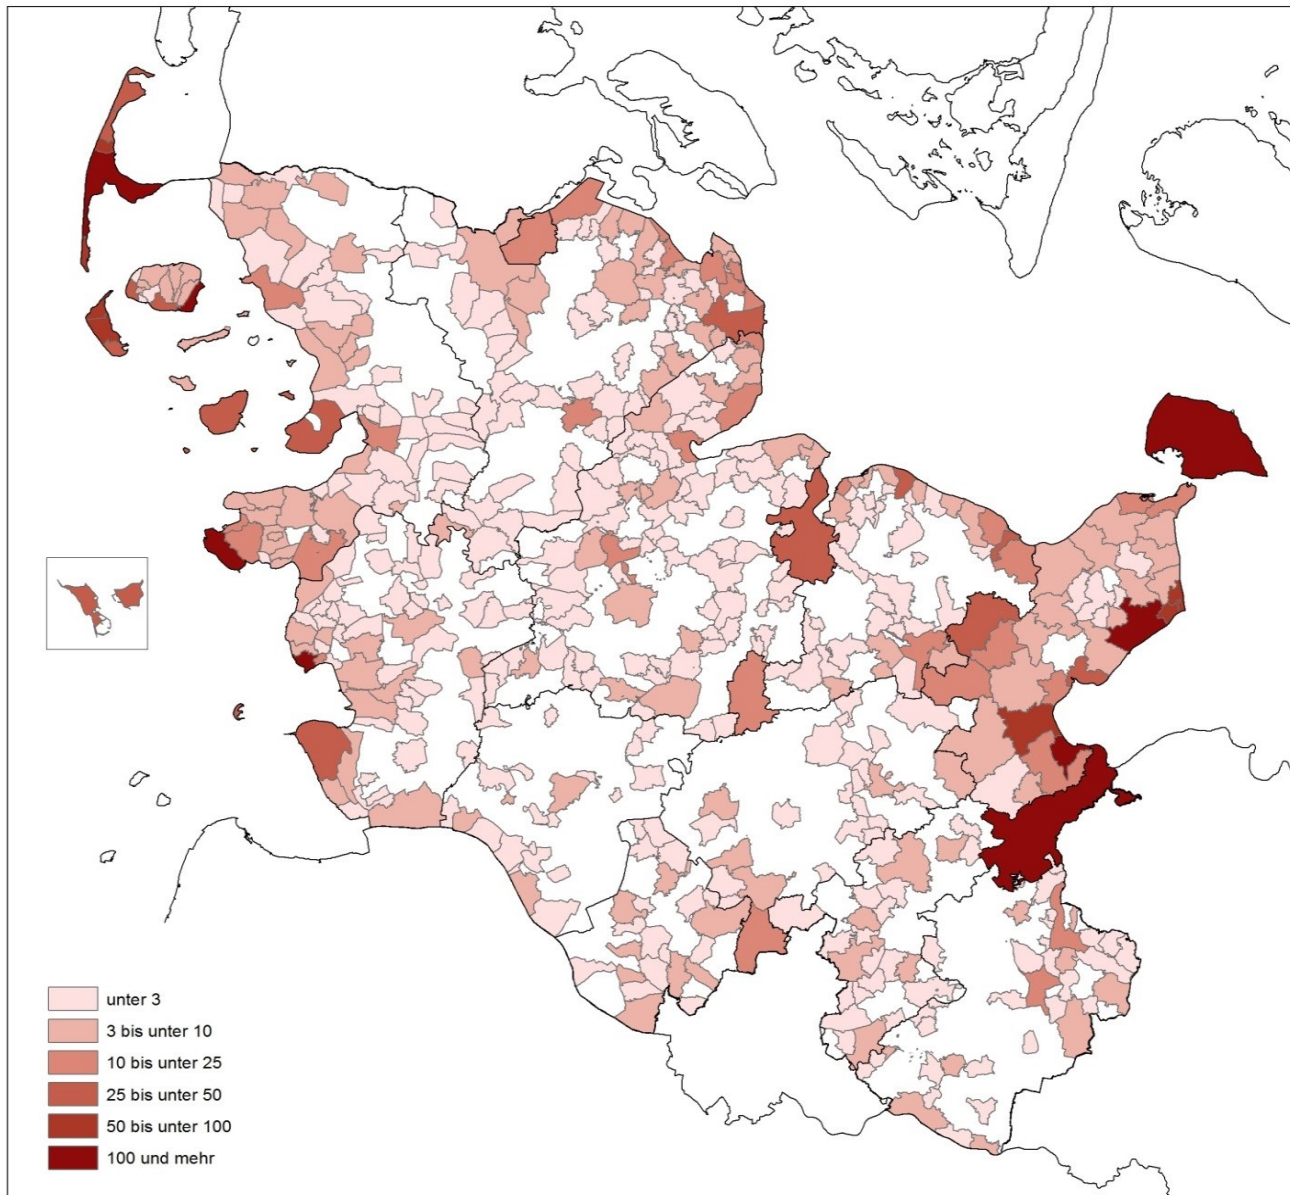 unter 3
3 bis unter 10
10 bis unter 25
25 bis unter 50
50 bis unter 100
100 und mehr